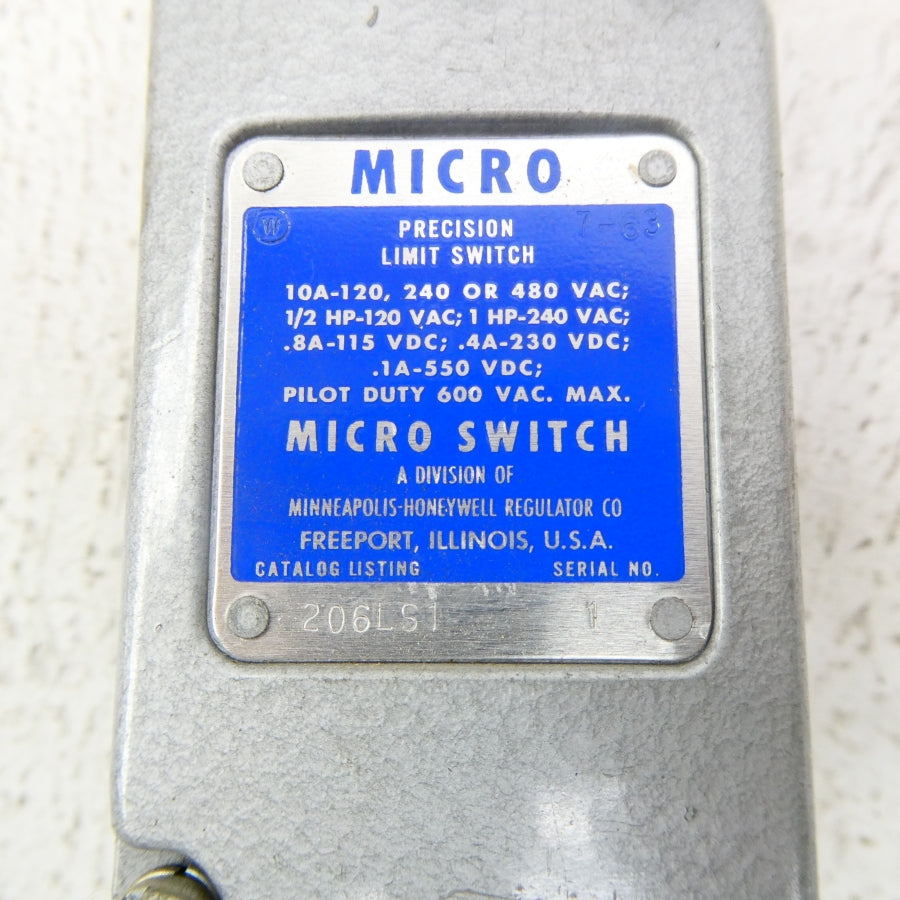 MICRO
W 7-63
PRECISION
LIMIT SWITCH
10A-120, 240 OR 480 VAC;
1/2 HP-120 VAC; 1 HP-240 VAC;
.8A-115 VDC; .4A-230 VDC;
.1A-550 VDC;
PILOT DUTY 600 VAC. MAX.
MICRO SWITCH
A DIVISION OF
MINNEAPOLIS-HONEYWELL REGULATOR CO
FREEPORT, ILLINOIS, U.S.A.
CATALOG LISTING SERIAL NO.
206LS1 1